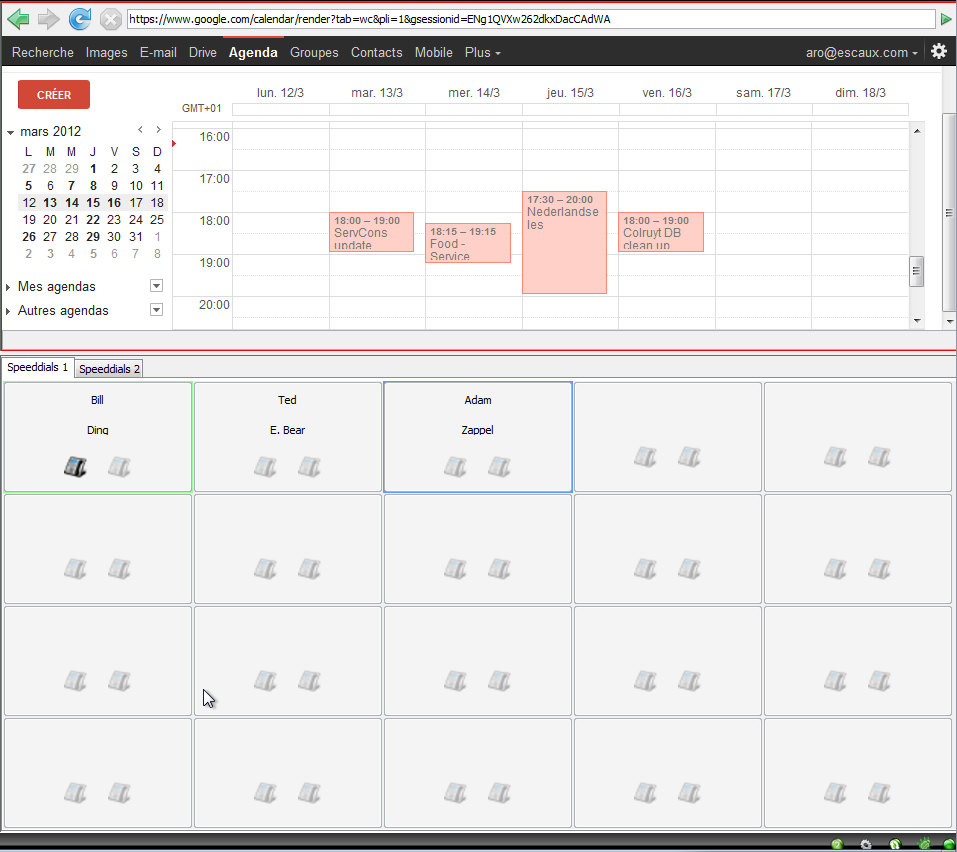 https://www.google.com/calendar/render?tab=wc&pli=1&gsessionid=ENg1QVXw262dkxDacCAdWA
Recherche Images E-mail Drive Agenda Groupes Contacts Mobile Plus aro@escaux.com
CRÉER
mars 2012
L M M J V S D
27 28 29 1 2 3 4
5 6 7 8 9 10 11
12 13 14 15 16 17 18
19 20 21 22 23 24 25
26 27 28 29 30 31 1
2 3 4 5 6 7 8
Mes agendas
Autres agendas
lun. 12/3 mar. 13/3 mer. 14/3 jeu. 15/3 ven. 16/3 sam. 17/3 dim. 18/3
GMT+01
16:00
17:00
18:00
19:00
20:00
18:00 – 19:00
ServCons
update
18:15 – 19:15
Food -
Service
17:30 – 20:00
Nederlandse
les
18:00 – 19:00
Colruyt DB
clean up
Speeddials 1 Speeddials 2
Bill
Ding
Ted
E. Bear
Adam
Zappel